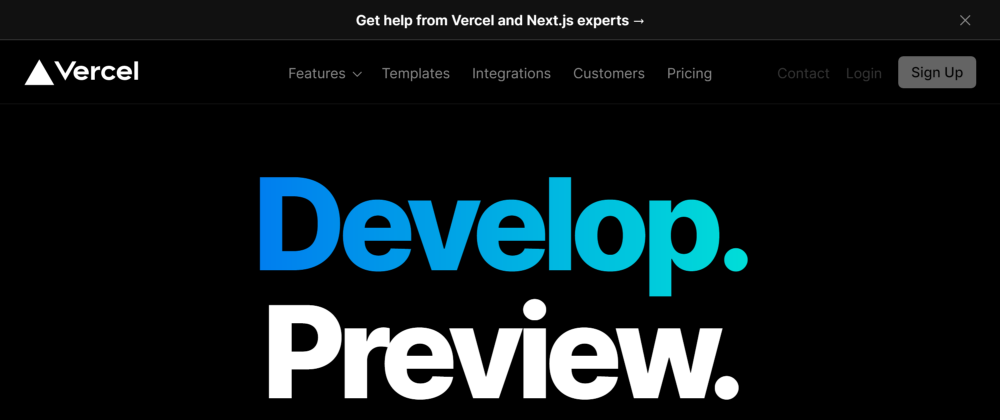 Get help from Vercel and Next.js experts →
Vercel Features Templates Integrations Customers Pricing Contact Login Sign Up
Develop.
Preview.